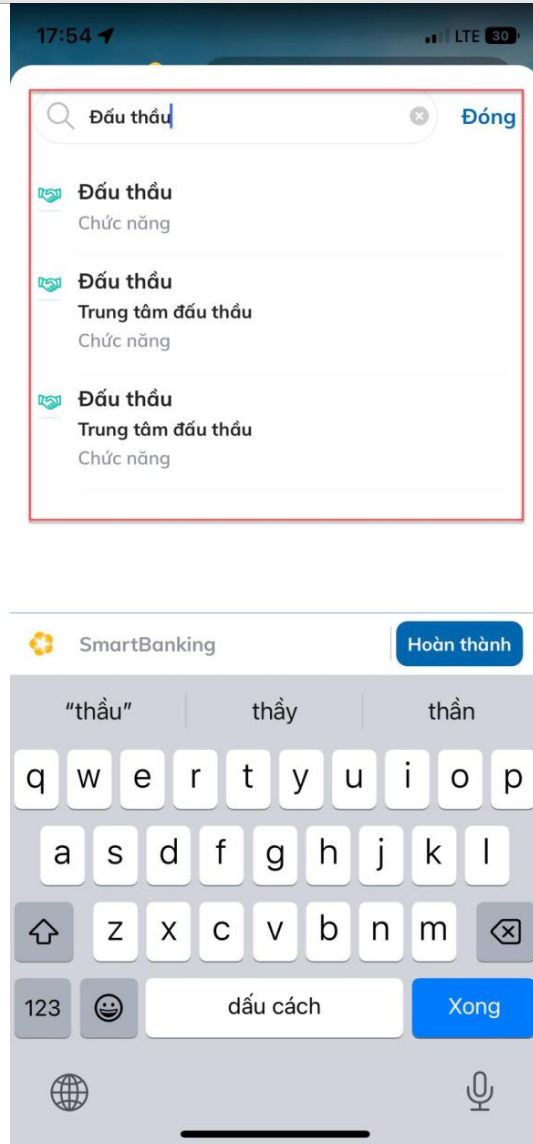 17:54
LTE 30
Đấu thầu
Đóng
Đấu thầu
Chức năng
Đấu thầu
Trung tâm đấu thầu
Chức năng
Đấu thầu
Trung tâm đấu thầu
Chức năng
SmartBanking
Hoàn thành
"thầu" thầy thần
q w e r t y u i o p
a s d f g h j k l
z x c v b n m
123 dấu cách Xong